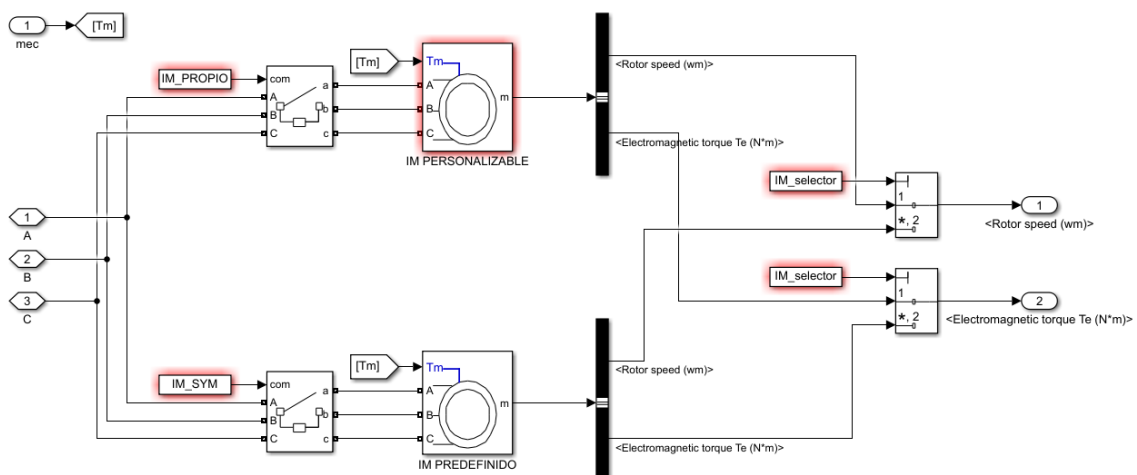 1
mec
[Tm]
IM_PROPIO
com
A
B
C
a
b
c
[Tm]
Tm
A
B
C
m
IM PERSONALIZABLE
<Rotor speed (wm)>
<Electromagnetic torque Te (N*m)>
1
A
2
B
3
C
IM_selector
1
*, 2
1
<Rotor speed (wm)>
IM_selector
1
*, 2
2
<Electromagnetic torque Te (N*m)>
IM_SYM
com
A
B
C
a
b
c
[Tm]
Tm
A
B
C
m
IM PREDEFINIDO
<Rotor speed (wm)>
<Electromagnetic torque Te (N*m)>